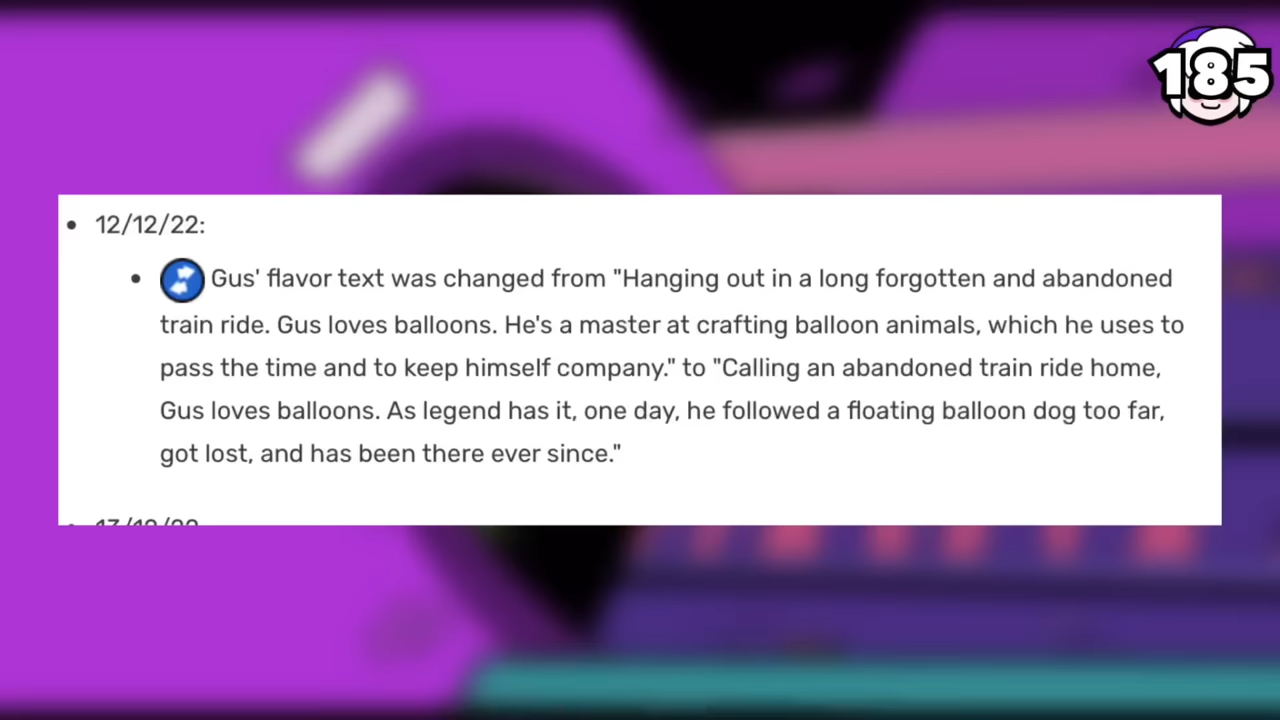 185
12/12/22:
Gus' flavor text was changed from "Hanging out in a long forgotten and abandoned
train ride. Gus loves balloons. He's a master at crafting balloon animals, which he uses to
pass the time and to keep himself company." to "Calling an abandoned train ride home,
Gus loves balloons. As legend has it, one day, he followed a floating balloon dog too far,
got lost, and has been there ever since."